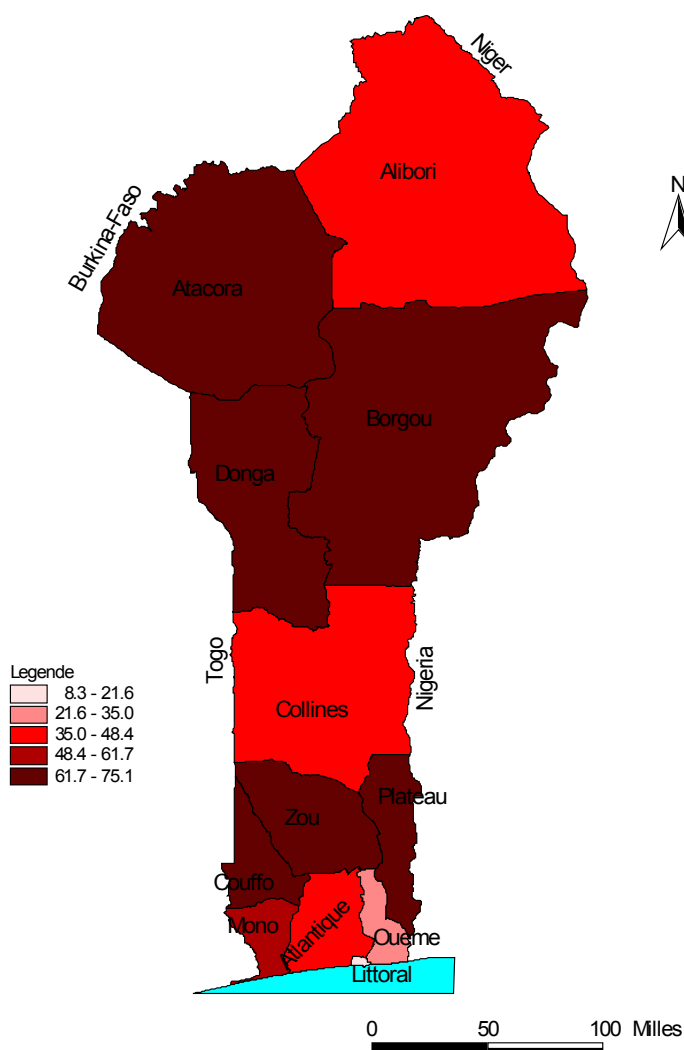 Niger
Alibori
N
Burkina-Faso
Atacora
Borgou
Donga
Togo
Nigeria
Legende
8.3 - 21.6
21.6 - 35.0
35.0 - 48.4
48.4 - 61.7
61.7 - 75.1
Collines
Plateau
Zou
Couffo
Mono
Atlantique
Oueme
Littoral
0 50 100 Milles